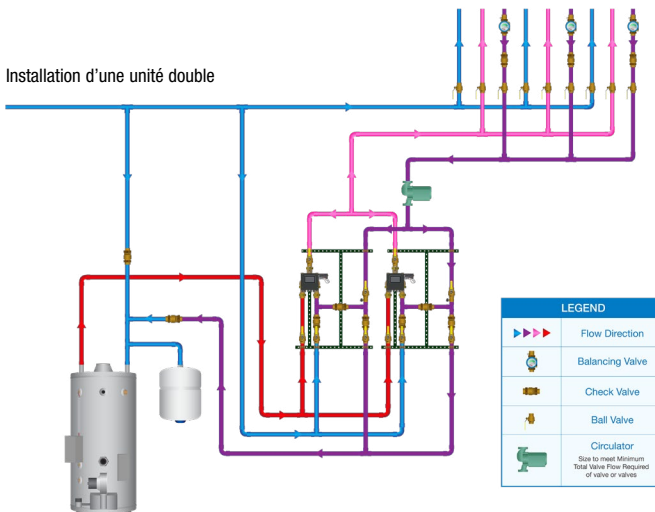 Installation d'une unité double
LEGEND
Flow Direction
Balancing Valve
Check Valve
Ball Valve
Circulator
Size to meet Minimum
Total Valve Flow Required
of valve or valves